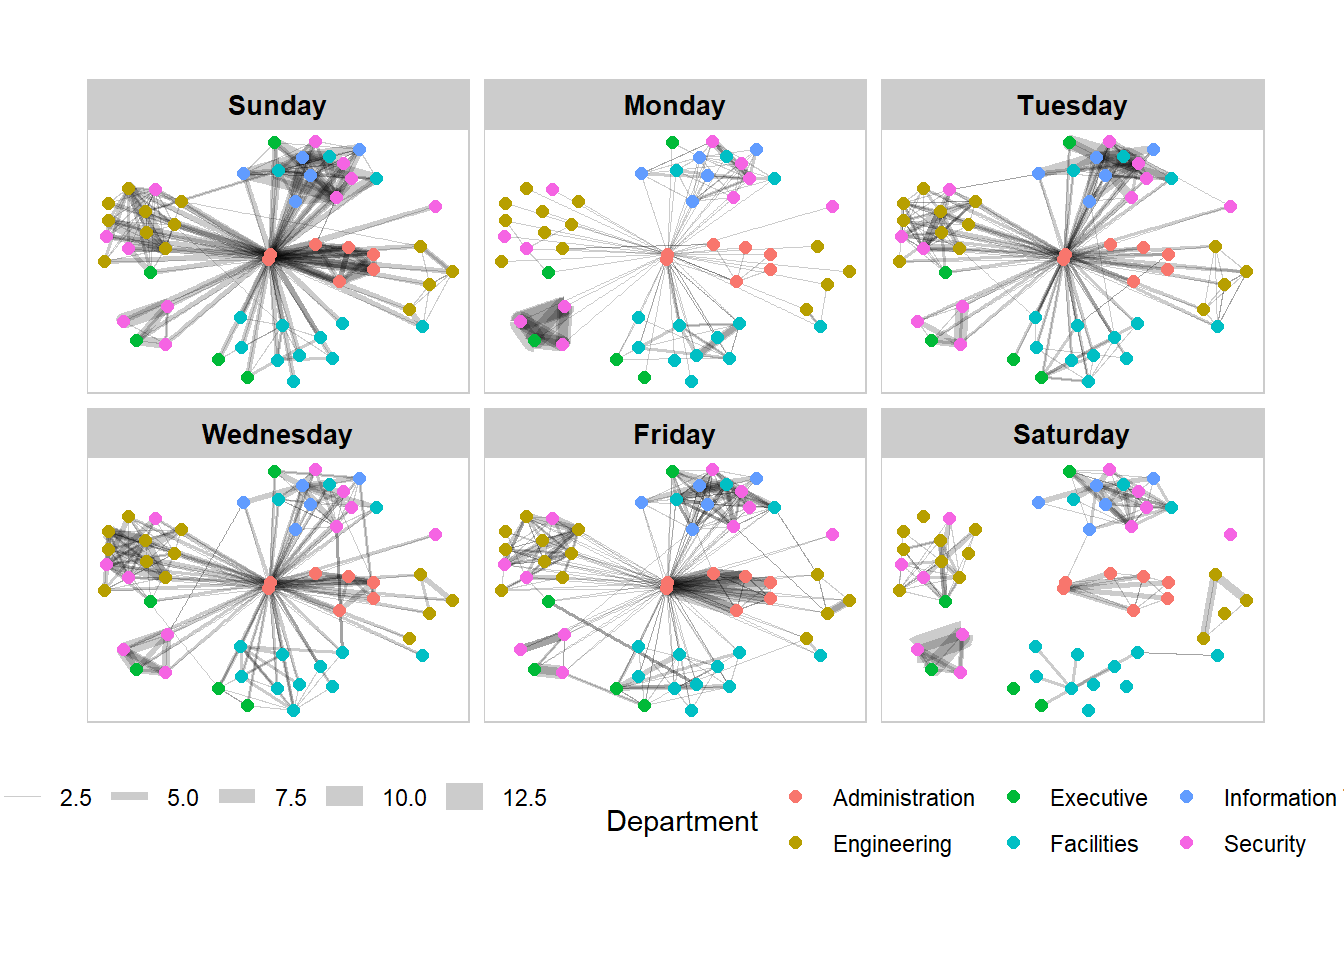 Sunday Monday Tuesday
Wednesday Friday Saturday
2.5 5.0 7.5 10.0 12.5
Department
Administration Executive Information
Engineering Facilities Security